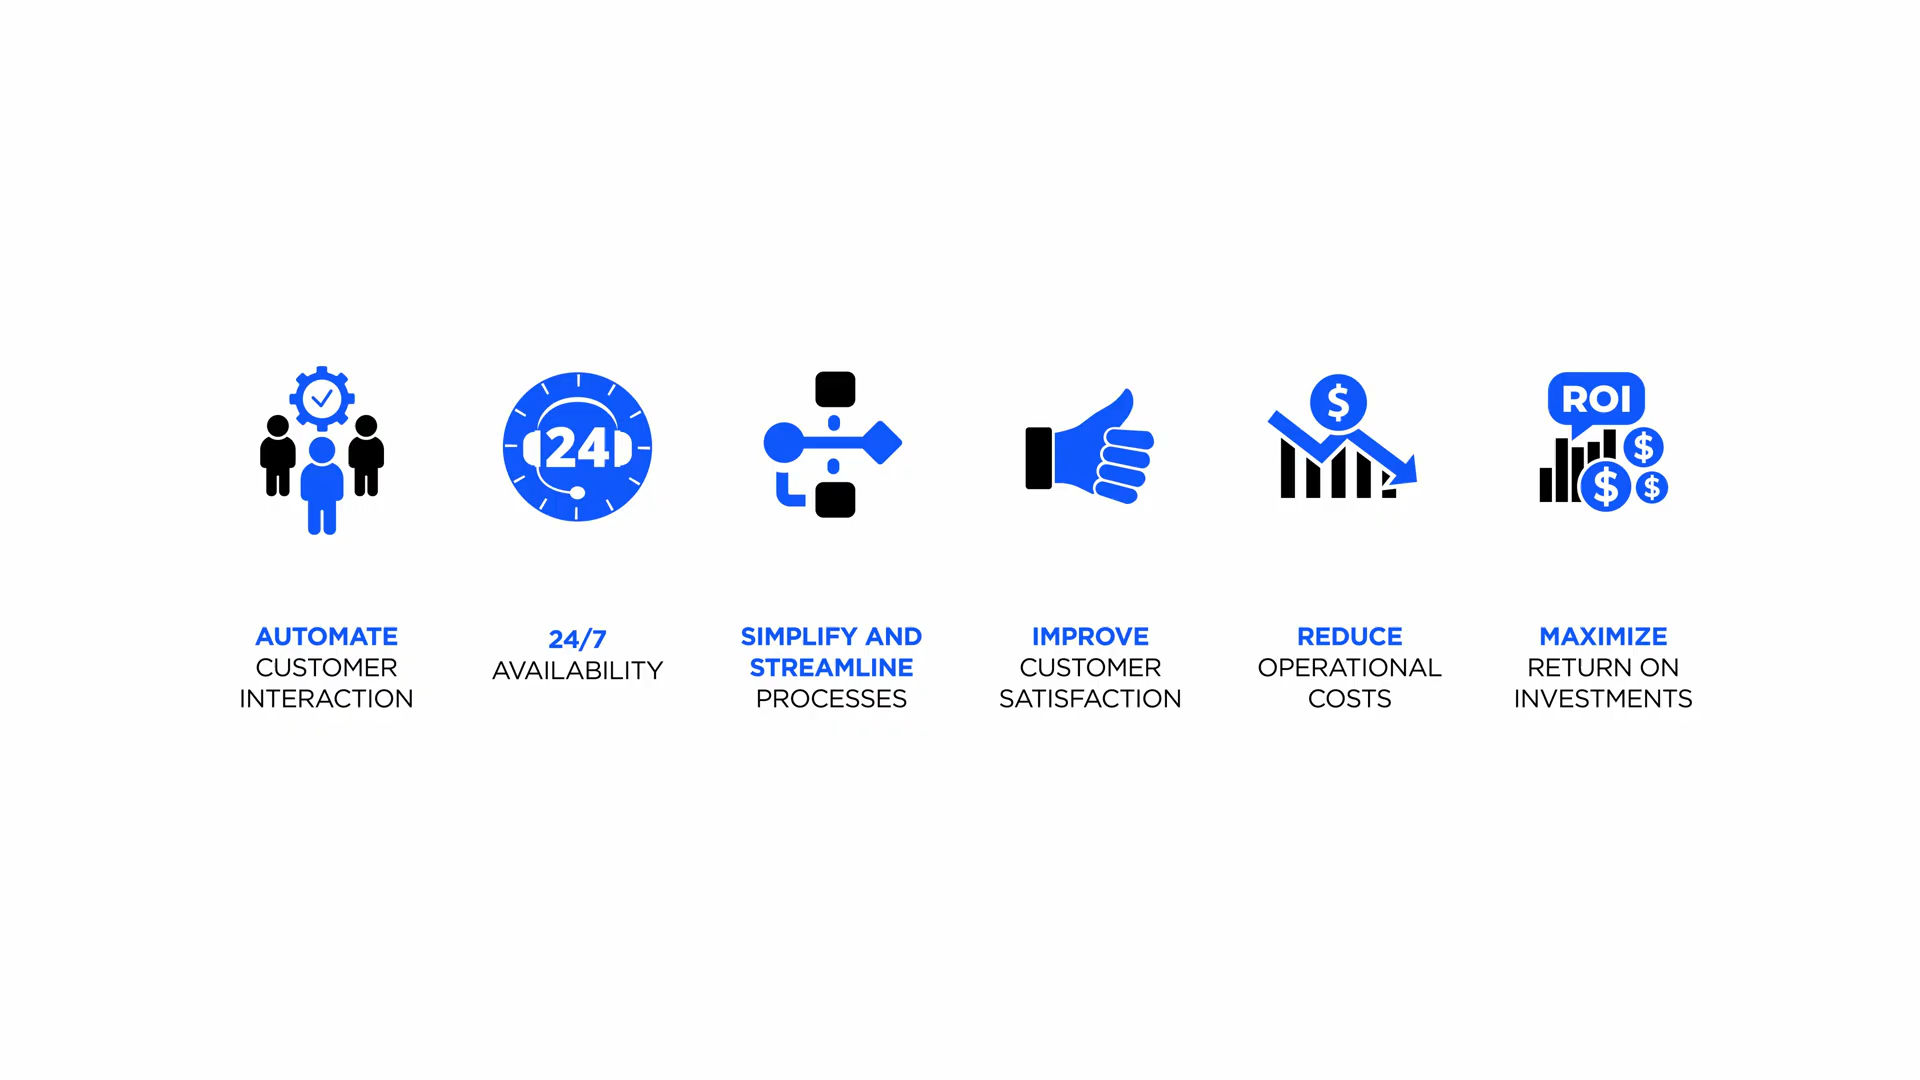 24
$
ROI
$
$
$
AUTOMATE
CUSTOMER
INTERACTION
24/7
AVAILABILITY
SIMPLIFY AND
STREAMLINE
PROCESSES
IMPROVE
CUSTOMER
SATISFACTION
REDUCE
OPERATIONAL
COSTS
MAXIMIZE
RETURN ON
INVESTMENTS